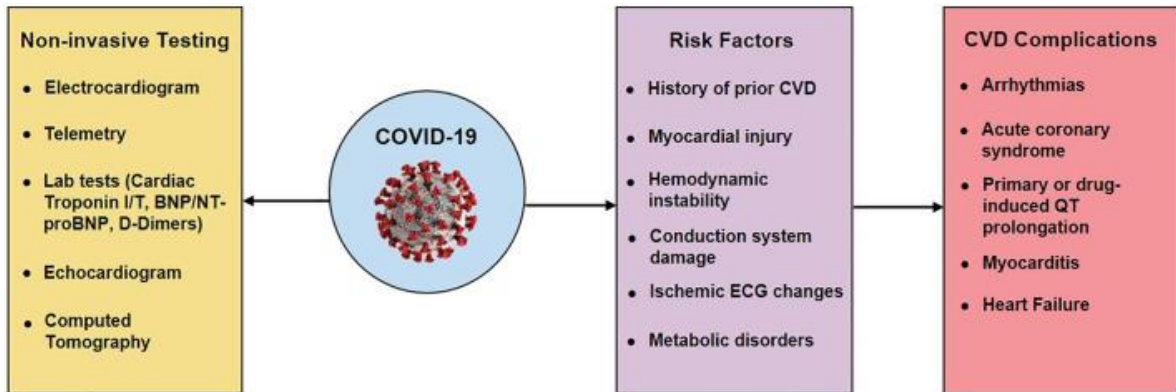 Non-invasive Testing
Electrocardiogram
Telemetry
Lab tests (Cardiac
Troponin I/T, BNP/NT-
proBNP, D-Dimers)
Echocardiogram
Computed
Tomography
COVID-19
Risk Factors
History of prior CVD
Myocardial injury
Hemodynamic
instability
Conduction system
damage
Ischemic ECG changes
Metabolic disorders
CVD Complications
Arrhythmias
Acute coronary
syndrome
Primary or drug-
induced QT
prolongation
Myocarditis
Heart Failure